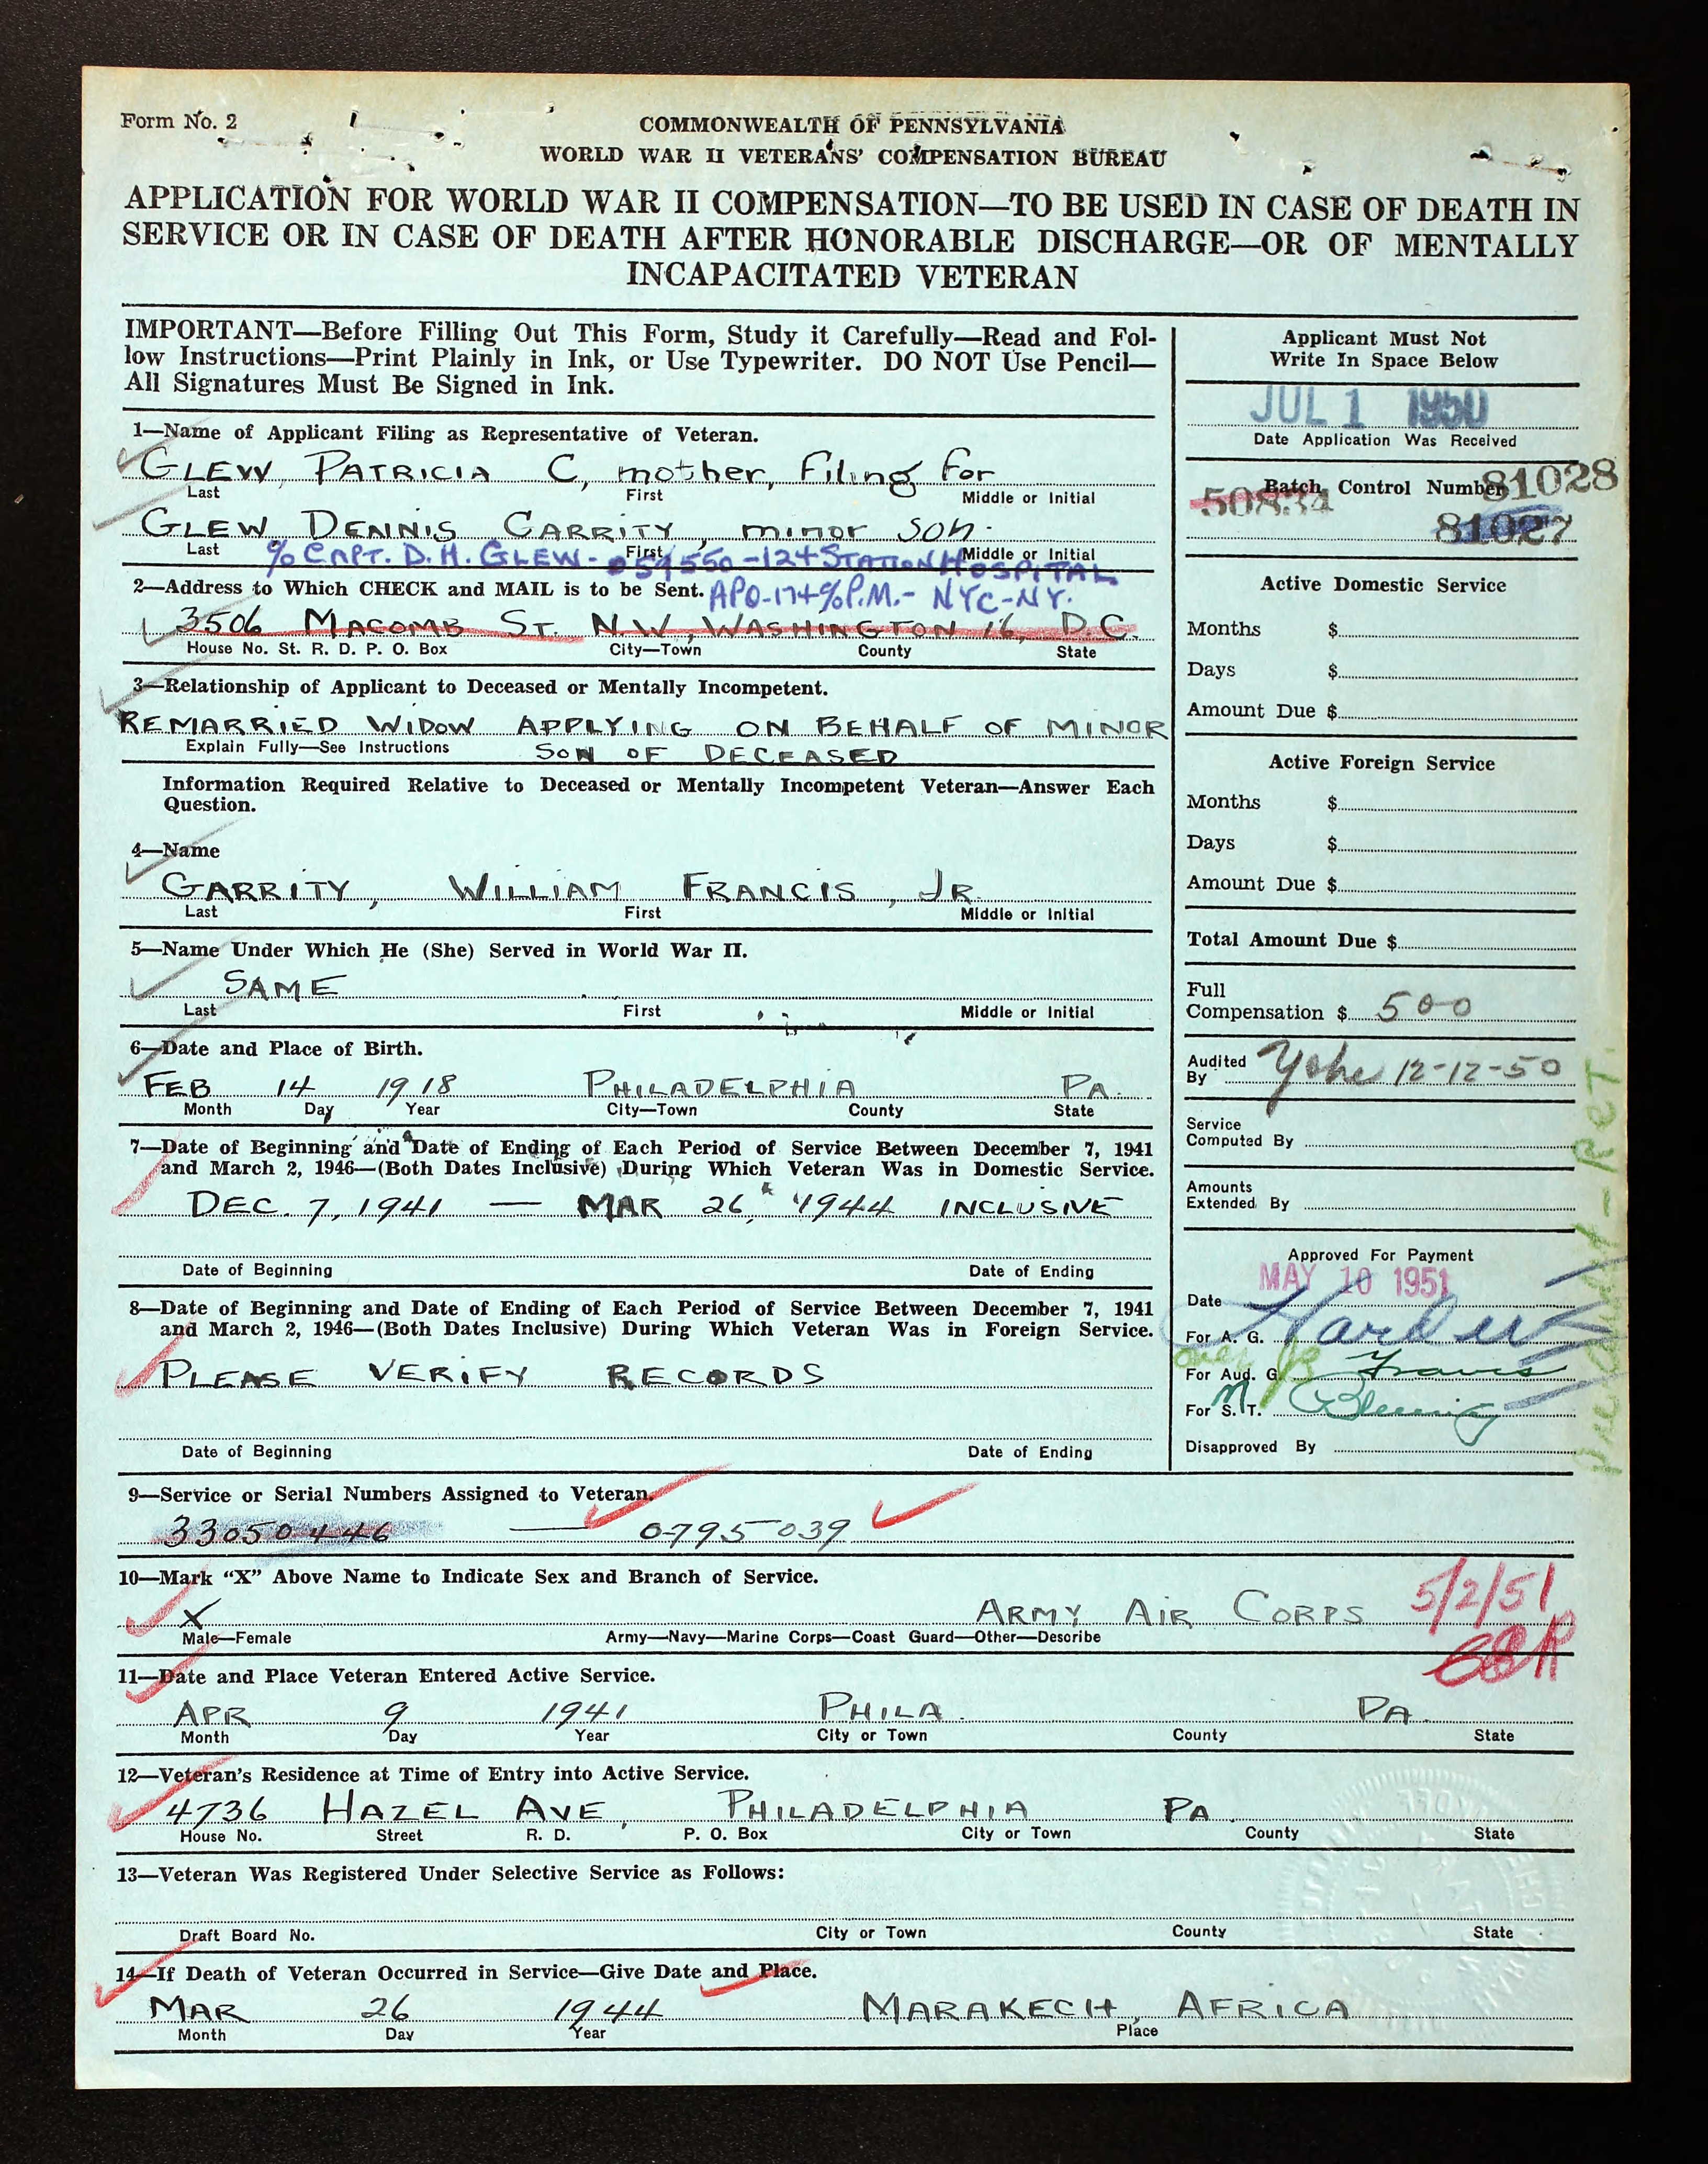 Form No. 2
COMMONWEALTH OF PENNSYLVANIA
WORLD WAR II VETERANS' COMPENSATION BUREAU
APPLICATION FOR WORLD WAR II COMPENSATION—TO BE USED IN CASE OF DEATH IN
SERVICE OR IN CASE OF DEATH AFTER HONORABLE DISCHARGE—OR OF MENTALLY
INCAPACITATED VETERAN
IMPORTANT—Before Filling Out This Form, Study it Carefully—Read and Fol-
low Instructions—Print Plainly in Ink, or Use Typewriter. DO NOT Use Pencil—
All Signatures Must Be Signed in Ink.
1—Name of Applicant Filing as Representative of Veteran.
GLEW, PATRICIA C, mother, Filing for
Last First Middle or Initial
GLEW DENNIS GARRITY, minor son.
Last First Middle or Initial
% CAPT. D. H. GLEW - 059550-124 STATION HOSPITAL
2—Address to Which CHECK and MAIL is to be Sent. APO-174 % P.M.- NYC-NY.
3506 MACOMB ST. N.W., WASHINGTON 16, D.C.
House No. St. R. D. P. O. Box City—Town County State
3—Relationship of Applicant to Deceased or Mentally Incompetent.
REMARRIED WIDOW APPLYING ON BEHALF OF MINOR
Explain Fully—See Instructions SON OF DECEASED
Information Required Relative to Deceased or Mentally Incompetent Veteran—Answer Each
Question.
4—Name
GARRITY, WILLIAM FRANCIS, JR.
Last First Middle or Initial
5—Name Under Which He (She) Served in World War II.
SAME
Last First Middle or Initial
6—Date and Place of Birth.
FEB 14 1918 PHILADELPHIA PA.
Month Day Year City—Town County State
7—Date of Beginning and Date of Ending of Each Period of Service Between December 7, 1941
and March 2, 1946—(Both Dates Inclusive) During Which Veteran Was in Domestic Service.
DEC. 7, 1941 — MAR 26, 1944 INCLUSIVE
Date of Beginning Date of Ending
8—Date of Beginning and Date of Ending of Each Period of Service Between December 7, 1941
and March 2, 1946—(Both Dates Inclusive) During Which Veteran Was in Foreign Service.
PLEASE VERIFY RECORDS
Date of Beginning Date of Ending
Applicant Must Not
Write In Space Below
JUL 1 1950
Date Application Was Received
Batch Control Number 81028
50834
81027
Active Domestic Service
Months $
Days $
Amount Due $
Active Foreign Service
Months $
Days $
Amount Due $
Total Amount Due $
Full
Compensation $ 500
Audited
By Yohe 12-12-50
Service
Computed By
Amounts
Extended By
Approved For Payment
MAY 10 1951
Date
For A. G.
For Aud. G. Travis
For S. T.
Disapproved By
9—Service or Serial Numbers Assigned to Veteran.
33050446 — 0-795039
10—Mark "X" Above Name to Indicate Sex and Branch of Service.
X ARMY AIR CORPS 5/2/51
Male—Female Army—Navy—Marine Corps—Coast Guard—Other—Describe
11—Date and Place Veteran Entered Active Service.
APR 9 1941 PHILA. PA.
Month Day Year City or Town County State
12—Veteran's Residence at Time of Entry into Active Service.
4736 HAZEL AVE, PHILADELPHIA PA
House No. Street R. D. P. O. Box City or Town County State
13—Veteran Was Registered Under Selective Service as Follows:
Draft Board No. City or Town County State
14—If Death of Veteran Occurred in Service—Give Date and Place.
MAR 26 1944 MARAKECH, AFRICA
Month Day Year Place